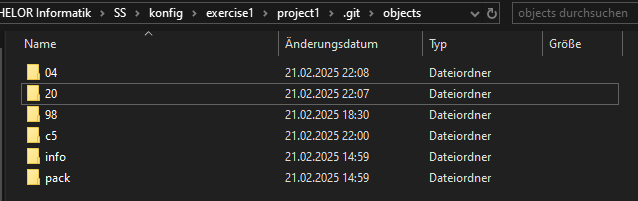 HELOR Informatik > SS > konfig > exercise1 > project1 > .git > objects
objects durchsuchen
Name Änderungsdatum Typ Größe
04 21.02.2025 22:08 Dateiordner
20 21.02.2025 22:07 Dateiordner
98 21.02.2025 18:30 Dateiordner
c5 21.02.2025 22:00 Dateiordner
info 21.02.2025 14:59 Dateiordner
pack 21.02.2025 14:59 Dateiordner